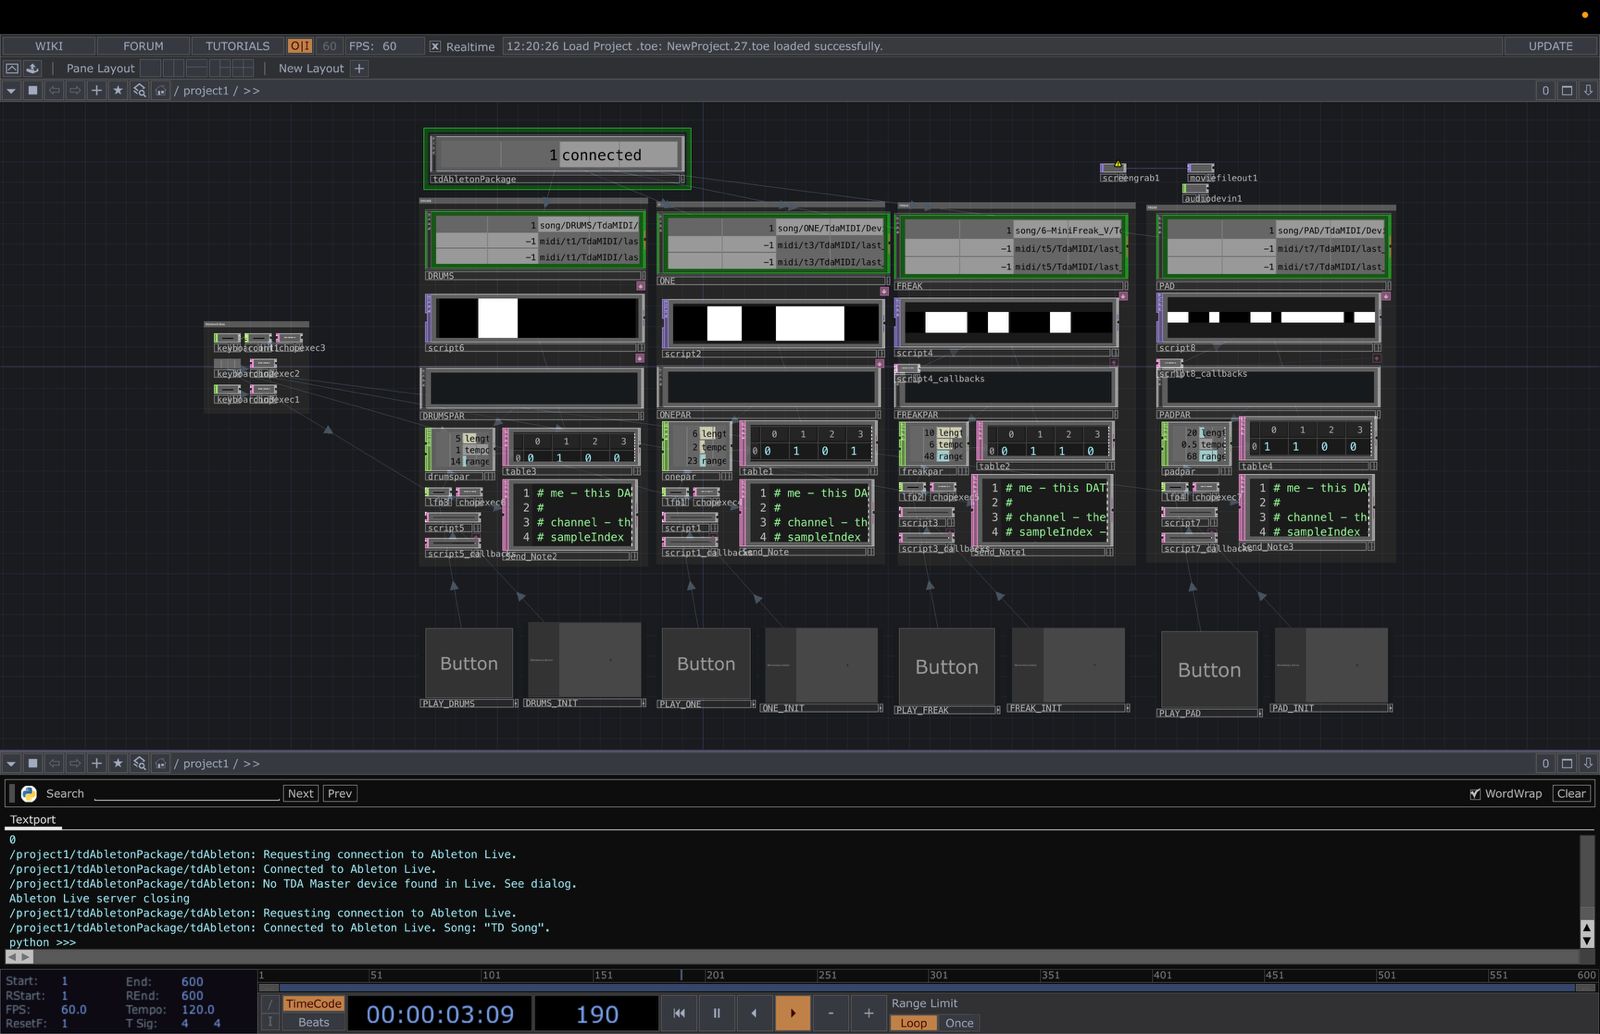 WIKI FORUM TUTORIALS O|I 60 FPS: 60 Realtime 12:20:26 Load Project .toe: NewProject.27.toe loaded successfully. UPDATE
Pane Layout New Layout +
/ project1 / >> 0
1 connected
tdAbletonPackage
screengrab1 moviefileout1
audiodevin1
1 song/DRUMS/TdaMIDI/
-1 midi/t1/TdaMIDI/las
-1 midi/t1/TdaMIDI/las
DRUMS
1 song/ONE/TdaMIDI/Dev
-1 midi/t3/TdaMIDI/last_
-1 midi/t3/TdaMIDI/last_
ONE
1 song/6-MiniFreak_V/To
-1 midi/t5/TdaMIDI/last_
-1 midi/t5/TdaMIDI/last_
FREAK
1 song/PAD/TdaMIDI/Dev
-1 midi/t7/TdaMIDI/last_
-1 midi/t7/TdaMIDI/last_
PAD
script6
script2
script4
script8
chopexec3
chopexec2
chopexec1
script4_callbacks
script8_callbacks
DRUMSPAR
ONEPAR
FREAKPAR
PADPAR
5 lengt
1 tempo
14 range
drumspar
0 1 2 3
0 0 1 0 0
table3
6 lengt
2 tempo
23 range
onepar
0 1 2 3
0 1 1 0 1
table1
10 lengt
6 tempo
48 range
freakpar
0 1 2 3
0 0 1 1 0
table2
20 lengt
0.5 tempo
68 range
padpar
0 1 2 3
0 1 1 0 0
table4
lfo3
script5
script5_callbacks
1 # me - this DA
2 #
3 # channel - th
4 # sampleIndex
Send_Note2
lfo1
script1
script1_callbacks
1 # me - this DA
2 #
3 # channel - th
4 # sampleIndex
Send_Note
lfo2
script3
script3_callbacks
1 # me - this DAT
2 #
3 # channel - the
4 # sampleIndex -
Send_Note1
lfo4
script7
script7_callbacks
1 # me - this DA
2 #
3 # channel - th
4 # sampleIndex
Send_Note3
Button
PLAY_DRUMS
DRUMS_INIT
Button
PLAY_ONE
ONE_INIT
Button
PLAY_FREAK
FREAK_INIT
Button
PLAY_PAD
PAD_INIT
/ project1 / >> 0
Search Next Prev WordWrap Clear
Textport
0
/project1/tdAbletonPackage/tdAbleton: Requesting connection to Ableton Live.
/project1/tdAbletonPackage/tdAbleton: Connected to Ableton Live.
/project1/tdAbletonPackage/tdAbleton: No TDA Master device found in Live. See dialog.
Ableton Live server closing
/project1/tdAbletonPackage/tdAbleton: Requesting connection to Ableton Live.
/project1/tdAbletonPackage/tdAbleton: Connected to Ableton Live. Song: "TD Song".
python >>>
1 51 101 151 201 251 301 351 401 451 501 551 600
Start: 1 End: 600
RStart: 1 REnd: 600
FPS: 60.0 Tempo: 120.0
ResetF: 1 T Sig: 4 4
TimeCode
Beats
00:00:03:09 190
Range Limit
Loop Once